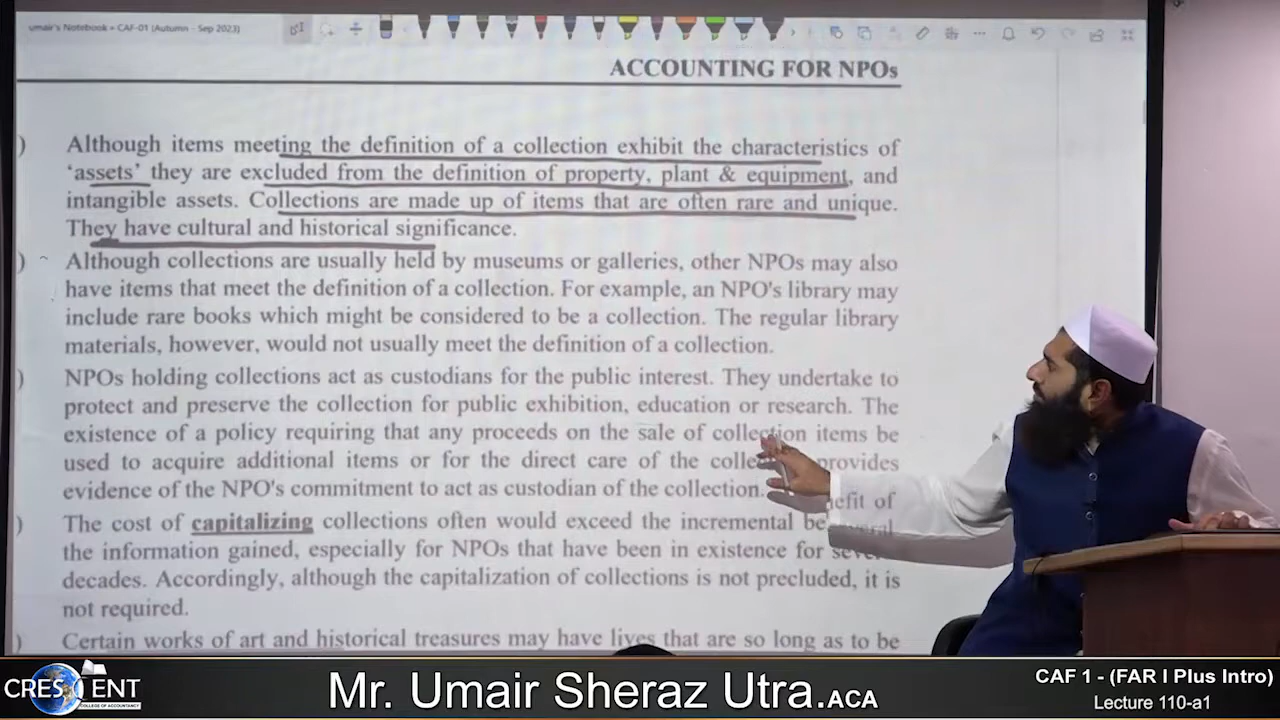 umair's Notebook » CAF-01 (Autumn - Sep 2023)
ACCOUNTING FOR NPOs
) Although items meeting the definition of a collection exhibit the characteristics of
'assets' they are excluded from the definition of property, plant & equipment, and
intangible assets. Collections are made up of items that are often rare and unique.
They have cultural and historical significance.
) Although collections are usually held by museums or galleries, other NPOs may also
have items that meet the definition of a collection. For example, an NPO's library may
include rare books which might be considered to be a collection. The regular library
materials, however, would not usually meet the definition of a collection.
) NPOs holding collections act as custodians for the public interest. They undertake to
protect and preserve the collection for public exhibition, education or research. The
existence of a policy requiring that any proceeds on the sale of collection items be
used to acquire additional items or for the direct care of the provides
evidence of the NPO's commitment to act as custodian of the collection.
) The cost of capitalizing collections often would exceed the incremental of
the information gained, especially for NPOs that have been in existence for several
decades. Accordingly, although the capitalization of collections is not precluded, it is
not required.
) Certain works of art and historical treasures may have lives that are so long as to be
CRESCENT
COLLEGE OF ACCOUNTANCY
Mr. Umair Sheraz Utra.ACA
CAF 1 - (FAR I Plus Intro)
Lecture 110-a1